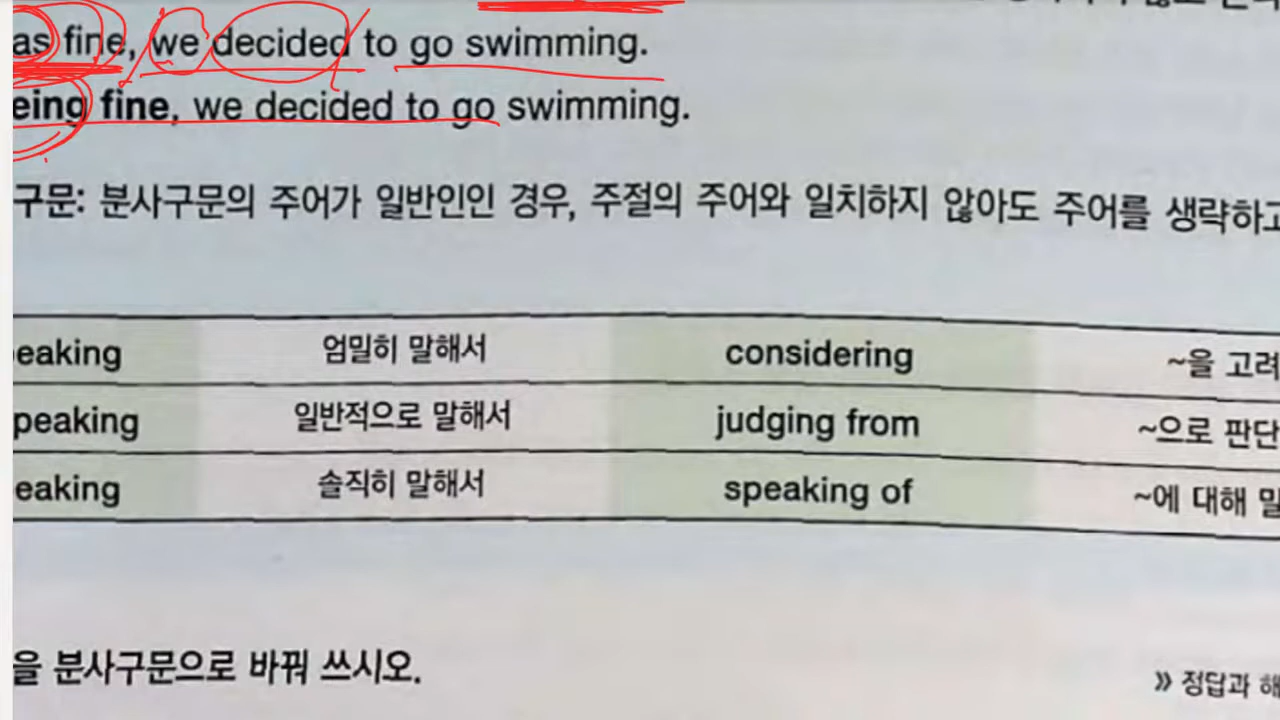 as fine, we decided to go swimming.
eing fine, we decided to go swimming.
구문: 분사구문의 주어가 일반인인 경우, 주절의 주어와 일치하지 않아도 주어를 생략하고
eaking 엄밀히 말해서 considering ~을 고려
peaking 일반적으로 말해서 judging from ~으로 판단
eaking 솔직히 말해서 speaking of ~에 대해 말
을 분사구문으로 바꿔 쓰시오.
» 정답과 해